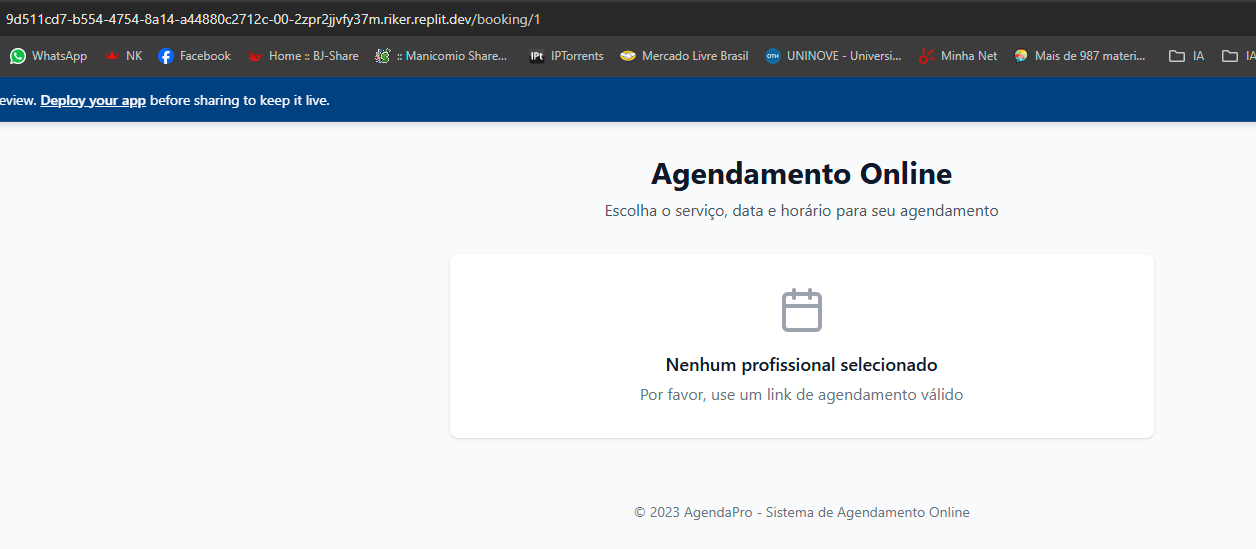 9d511cd7-b554-4754-8a14-a44880c2712c-00-2zpr2jjvfy37m.riker.replit.dev/booking/1
WhatsApp NK Facebook Home :: BJ-Share :: Manicomio Share... IPT IPTorrents Mercado Livre Brasil OTH UNINOVE - Universi... Minha Net Mais de 987 materi... IA IA
eview. Deploy your app before sharing to keep it live.
Agendamento Online
Escolha o serviço, data e horário para seu agendamento
Nenhum profissional selecionado
Por favor, use um link de agendamento válido
© 2023 AgendaPro - Sistema de Agendamento Online